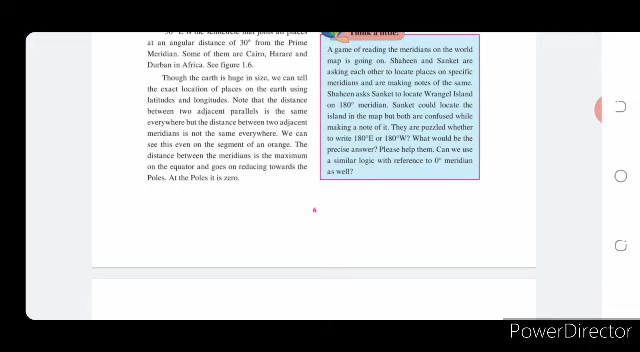 30° E is the semicircle that joins all places
at an angular distance of 30° from the Prime
Meridian. Some of them are Cairo, Harare and
Durban in Africa. See figure 1.6.
Though the earth is huge in size, we can tell
the exact location of places on the earth using
latitudes and longitudes. Note that the distance
between two adjacent parallels is the same
everywhere but the distance between two adjacent
meridians is not the same everywhere. We can
see this even on the segment of an orange. The
distance between the meridians is the maximum
on the equator and goes on reducing towards the
Poles. At the Poles it is zero.
Think a little!
A game of reading the meridians on the world
map is going on. Shaheen and Sanket are
asking each other to locate places on specific
meridians and are making notes of the same.
Shaheen asks Sanket to locate Wrangel Island
on 180° meridian. Sanket could locate the
island in the map but both are confused while
making a note of it. They are puzzled whether
to write 180°E or 180°W? What would be the
precise answer? Please help them. Can we use
a similar logic with reference to 0° meridian
as well?
6
PowerDirector